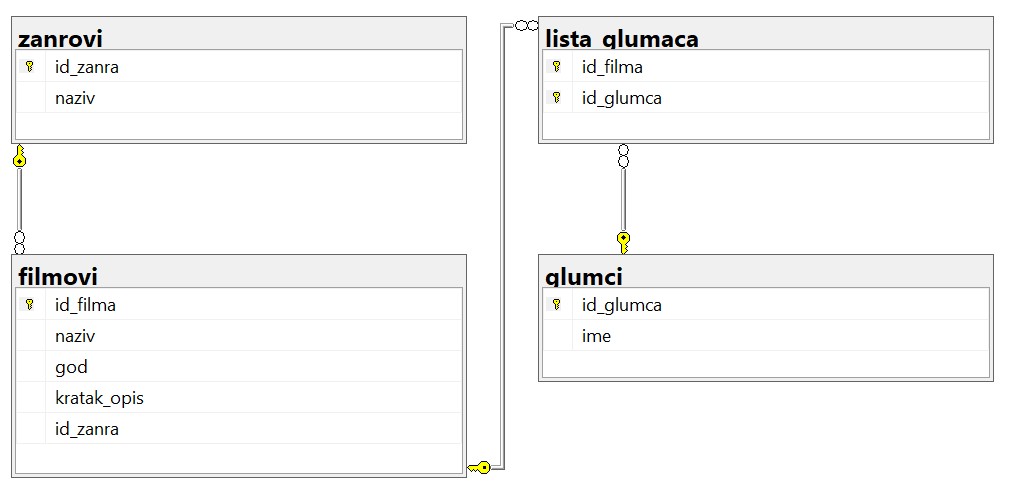 zanrovi
id_zanra
naziv
filmovi
id_filma
naziv
god
kratak_opis
id_zanra
lista_glumaca
id_filma
id_glumca
glumci
id_glumca
ime